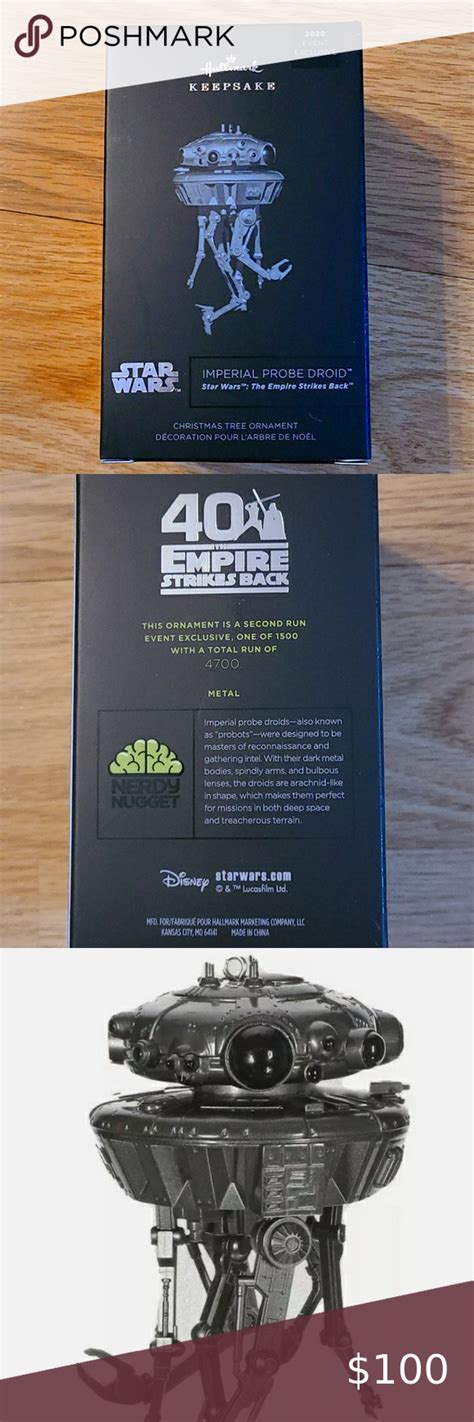 POSHMARK
2020
EVENT
EXCLUSIVE
Hallmark
KEEPSAKE
STAR
WARS™
IMPERIAL PROBE DROID™
Star Wars™: The Empire Strikes Back™
CHRISTMAS TREE ORNAMENT
DÉCORATION POUR L'ARBRE DE NOËL
40
THE
EMPIRE
STRIKES BACK
THIS ORNAMENT IS A SECOND RUN
EVENT EXCLUSIVE, ONE OF 1500
WITH A TOTAL RUN OF
4700.
METAL
NERDY
NUGGET
Imperial probe droids—also known
as "probots"—were designed to be
masters of reconnaissance and
gathering intel. With their dark metal
bodies, spindly arms, and bulbous
lenses, the droids are arachnid-like
in shape, which makes them perfect
for missions in both deep space
and treacherous terrain.
Disney
starwars.com
© & ™ Lucasfilm Ltd.
MFD. FOR/FABRIQUÉ POUR HALLMARK MARKETING COMPANY, LLC
KANSAS CITY, MO 64141 MADE IN CHINA
$100